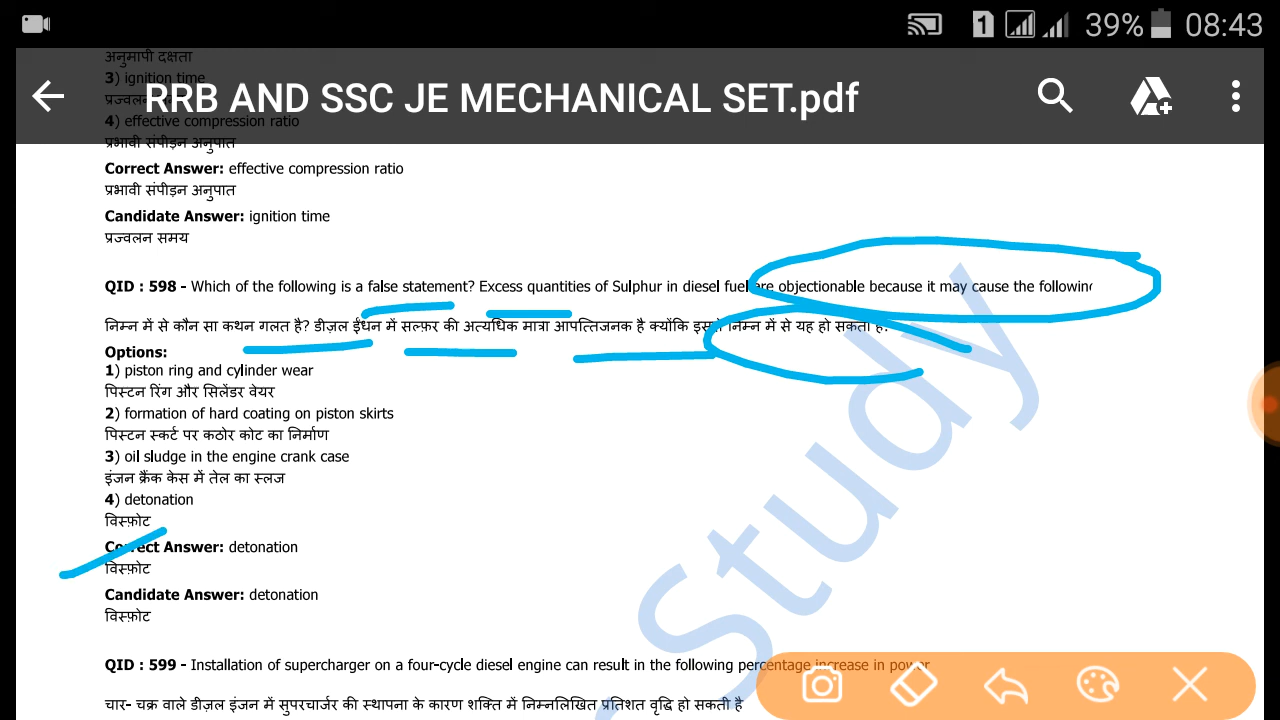 1 39% 08:43
अनुमापी दक्षता
3) ignition time
RRB AND SSC JE MECHANICAL SET.pdf
4) effective compression ratio
प्रभावी संपीड़न अनुपात
Correct Answer: effective compression ratio
प्रभावी संपीड़न अनुपात
Candidate Answer: ignition time
प्रज्वलन समय
QID : 598 - Which of the following is a false statement? Excess quantities of Sulphur in diesel fuel are objectionable because it may cause the following
निम्न में से कौन सा कथन गलत है? डीज़ल ईंधन में सल्फ़र की अत्यधिक मात्रा आपत्तिजनक है क्योंकि इससे निम्न में से यह हो सकता है:
Options:
1) piston ring and cylinder wear
पिस्टन रिंग और सिलेंडर वेयर
2) formation of hard coating on piston skirts
पिस्टन स्कर्ट पर कठोर कोट का निर्माण
3) oil sludge in the engine crank case
इंजन क्रैंक केस में तेल का स्लज
4) detonation
विस्फ़ोट
Correct Answer: detonation
विस्फ़ोट
Candidate Answer: detonation
विस्फ़ोट
QID : 599 - Installation of supercharger on a four-cycle diesel engine can result in the following percentage increase in power
चार- चक्र वाले डीज़ल इंजन में सुपरचार्जर की स्थापना के कारण शक्ति में निम्नलिखित प्रतिशत वृद्धि हो सकती है
Study